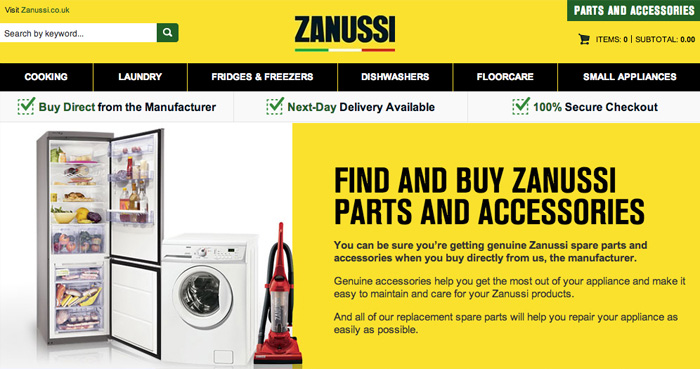 Visit Zanussi.co.uk
PARTS AND ACCESSORIES
Search by keyword...
ZANUSSI
ITEMS: 0 | SUBTOTAL: 0.00
COOKING
LAUNDRY
FRIDGES & FREEZERS
DISHWASHERS
FLOORCARE
SMALL APPLIANCES
Buy Direct from the Manufacturer
Next-Day Delivery Available
100% Secure Checkout
FIND AND BUY ZANUSSI
PARTS AND ACCESSORIES
You can be sure you're getting genuine Zanussi spare parts and
accessories when you buy directly from us, the manufacturer.
Genuine accessories help you get the most out of your appliance and make it
easy to maintain and care for your Zanussi products.
And all of our replacement spare parts will help you repair your appliance as
easily as possible.